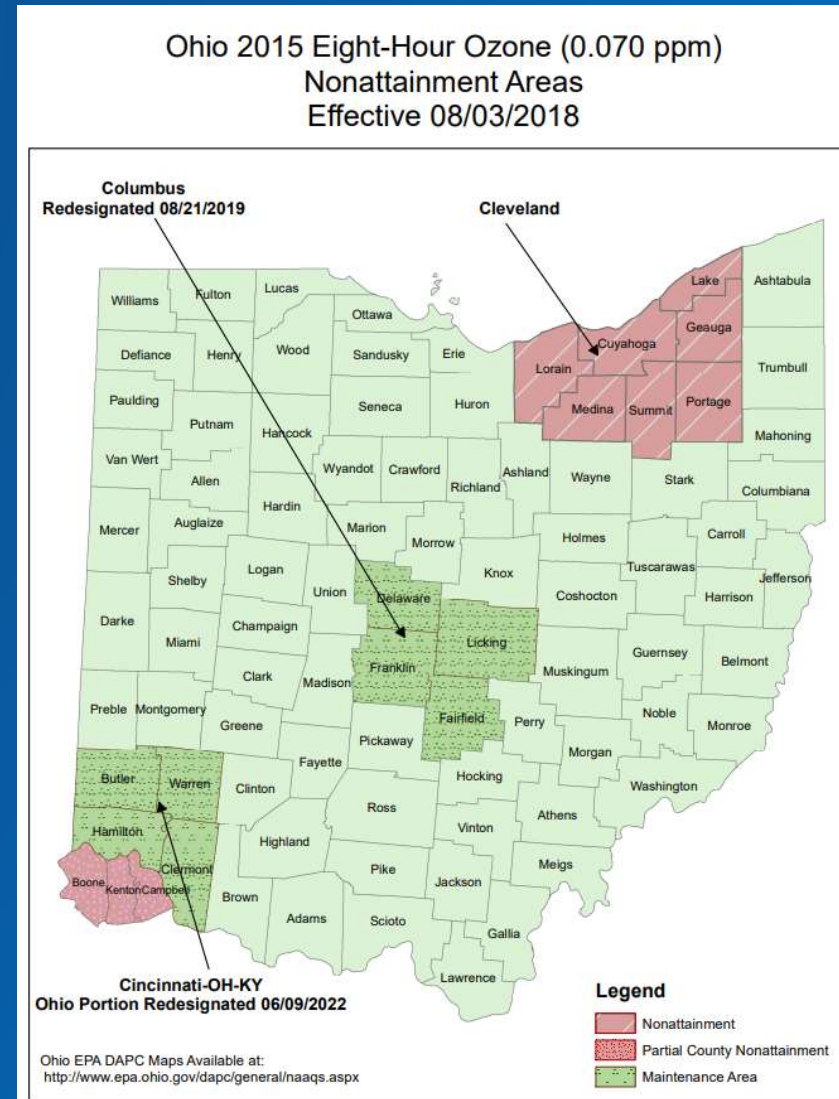 Ohio 2015 Eight-Hour Ozone (0.070 ppm)
Nonattainment Areas
Effective 08/03/2018
Columbus
Redesignated 08/21/2019
Cleveland
Williams
Fulton
Lucas
Ottawa
Lake
Ashtabula
Geauga
Cuyahoga
Defiance
Henry
Wood
Sandusky
Erie
Lorain
Trumbull
Paulding
Putnam
Hancock
Seneca
Huron
Medina
Summit
Portage
Mahoning
Van Wert
Allen
Wyandot
Crawford
Richland
Ashland
Wayne
Stark
Columbiana
Mercer
Auglaize
Hardin
Marion
Morrow
Holmes
Carroll
Tuscarawas
Jefferson
Shelby
Logan
Union
Delaware
Knox
Coshocton
Harrison
Darke
Miami
Champaign
Franklin
Licking
Muskingum
Guernsey
Belmont
Clark
Madison
Preble
Montgomery
Greene
Fairfield
Perry
Noble
Monroe
Pickaway
Morgan
Fayette
Hocking
Washington
Butler
Warren
Clinton
Ross
Athens
Vinton
Hamilton
Highland
Meigs
Clermont
Pike
Jackson
Boone
Kenton
Campbell
Brown
Adams
Scioto
Gallia
Lawrence
Cincinnati-OH-KY
Ohio Portion Redesignated 06/09/2022
Legend
Nonattainment
Partial County Nonattainment
Maintenance Area
Ohio EPA DAPC Maps Available at:
http://www.epa.ohio.gov/dapc/general/naaqs.aspx